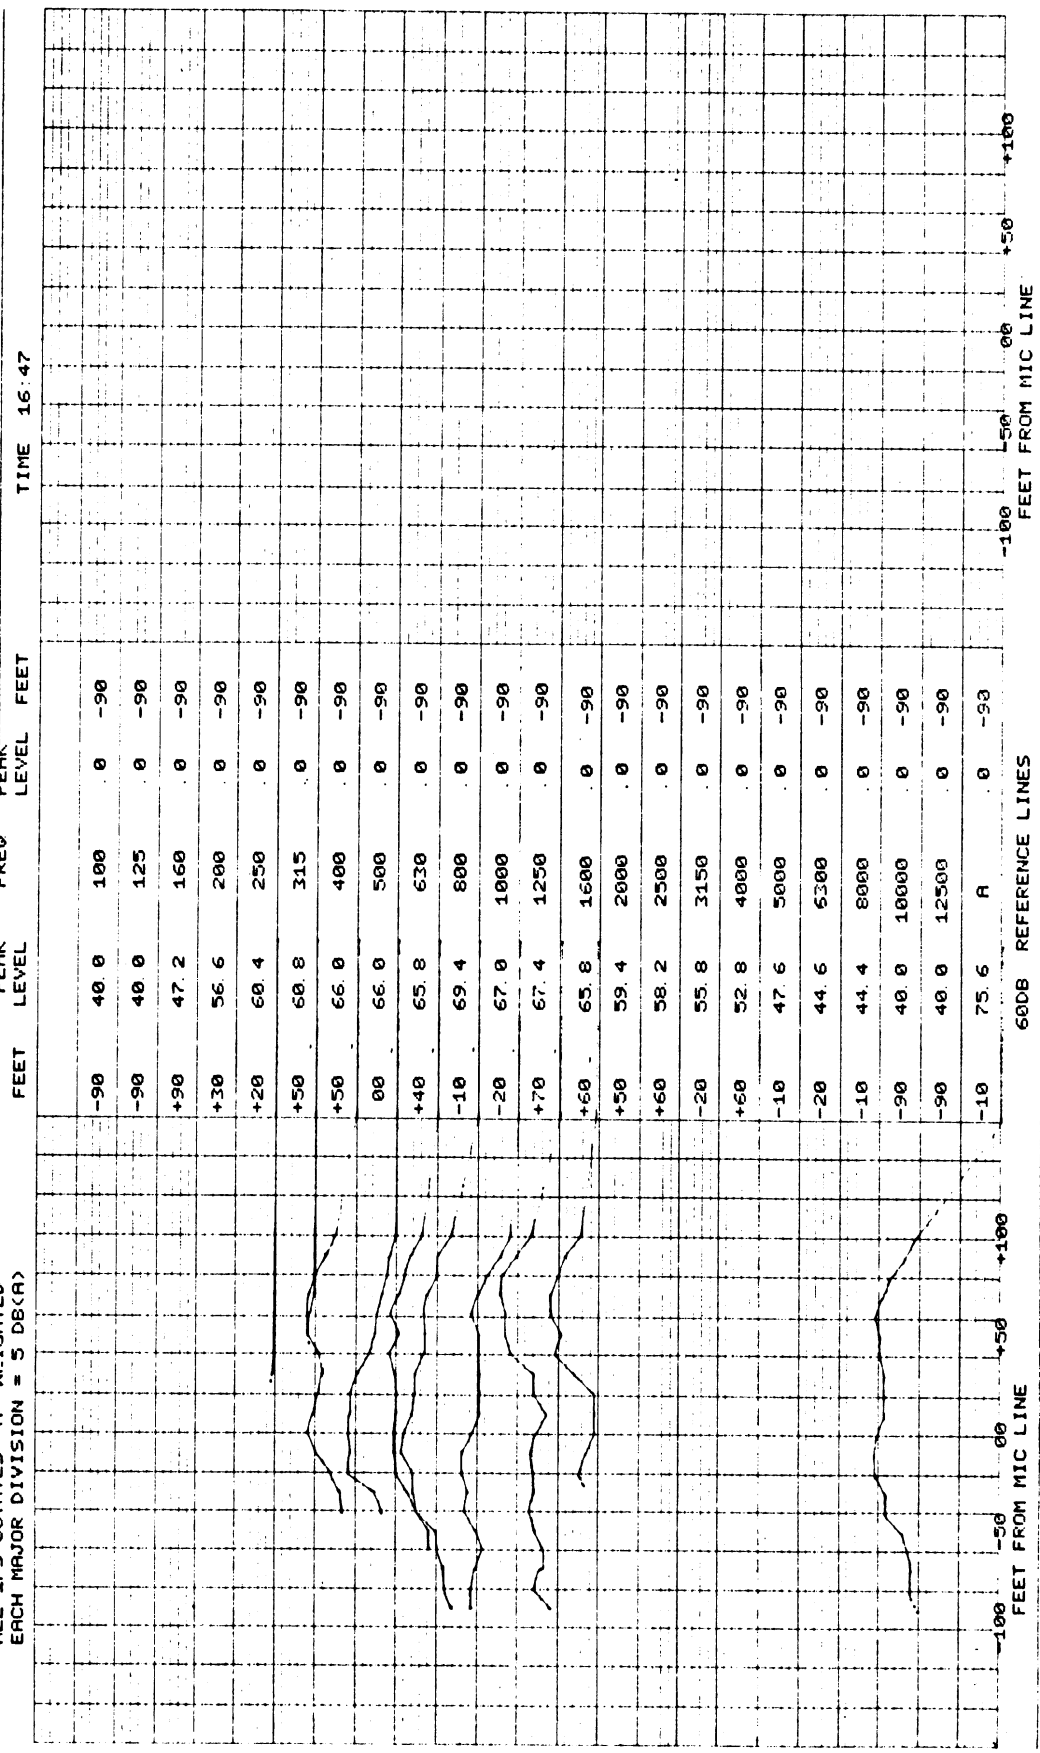 EACH MAJOR DIVISION = 5 DB(A)
TIME 16:47
FEET LEVEL LEVEL FEET
-90 40.0 100 .0 -90
-90 40.0 125 .0 -90
+90 47.2 160 .0 -90
+30 56.6 200 .0 -90
+20 60.4 250 .0 -90
+50 60.8 315 .0 -90
+50 66.0 400 .0 -90
00 66.0 500 .0 -90
+40 65.8 630 .0 -90
-10 69.4 800 .0 -90
-20 67.0 1000 .0 -90
+70 67.4 1250 .0 -90
+60 65.8 1600 .0 -90
+50 59.4 2000 .0 -90
+60 58.2 2500 .0 -90
-20 55.8 3150 .0 -90
+60 52.8 4000 .0 -90
-10 47.6 5000 .0 -90
-20 44.6 6300 .0 -90
-10 44.4 8000 .0 -90
-90 40.0 10000 .0 -90
-90 40.0 12500 .0 -90
-10 75.6 A .0 -90
-100 -50 00 +50 +100
FEET FROM MIC LINE
60DB REFERENCE LINES
-100 -50 00 +50 +100
FEET FROM MIC LINE